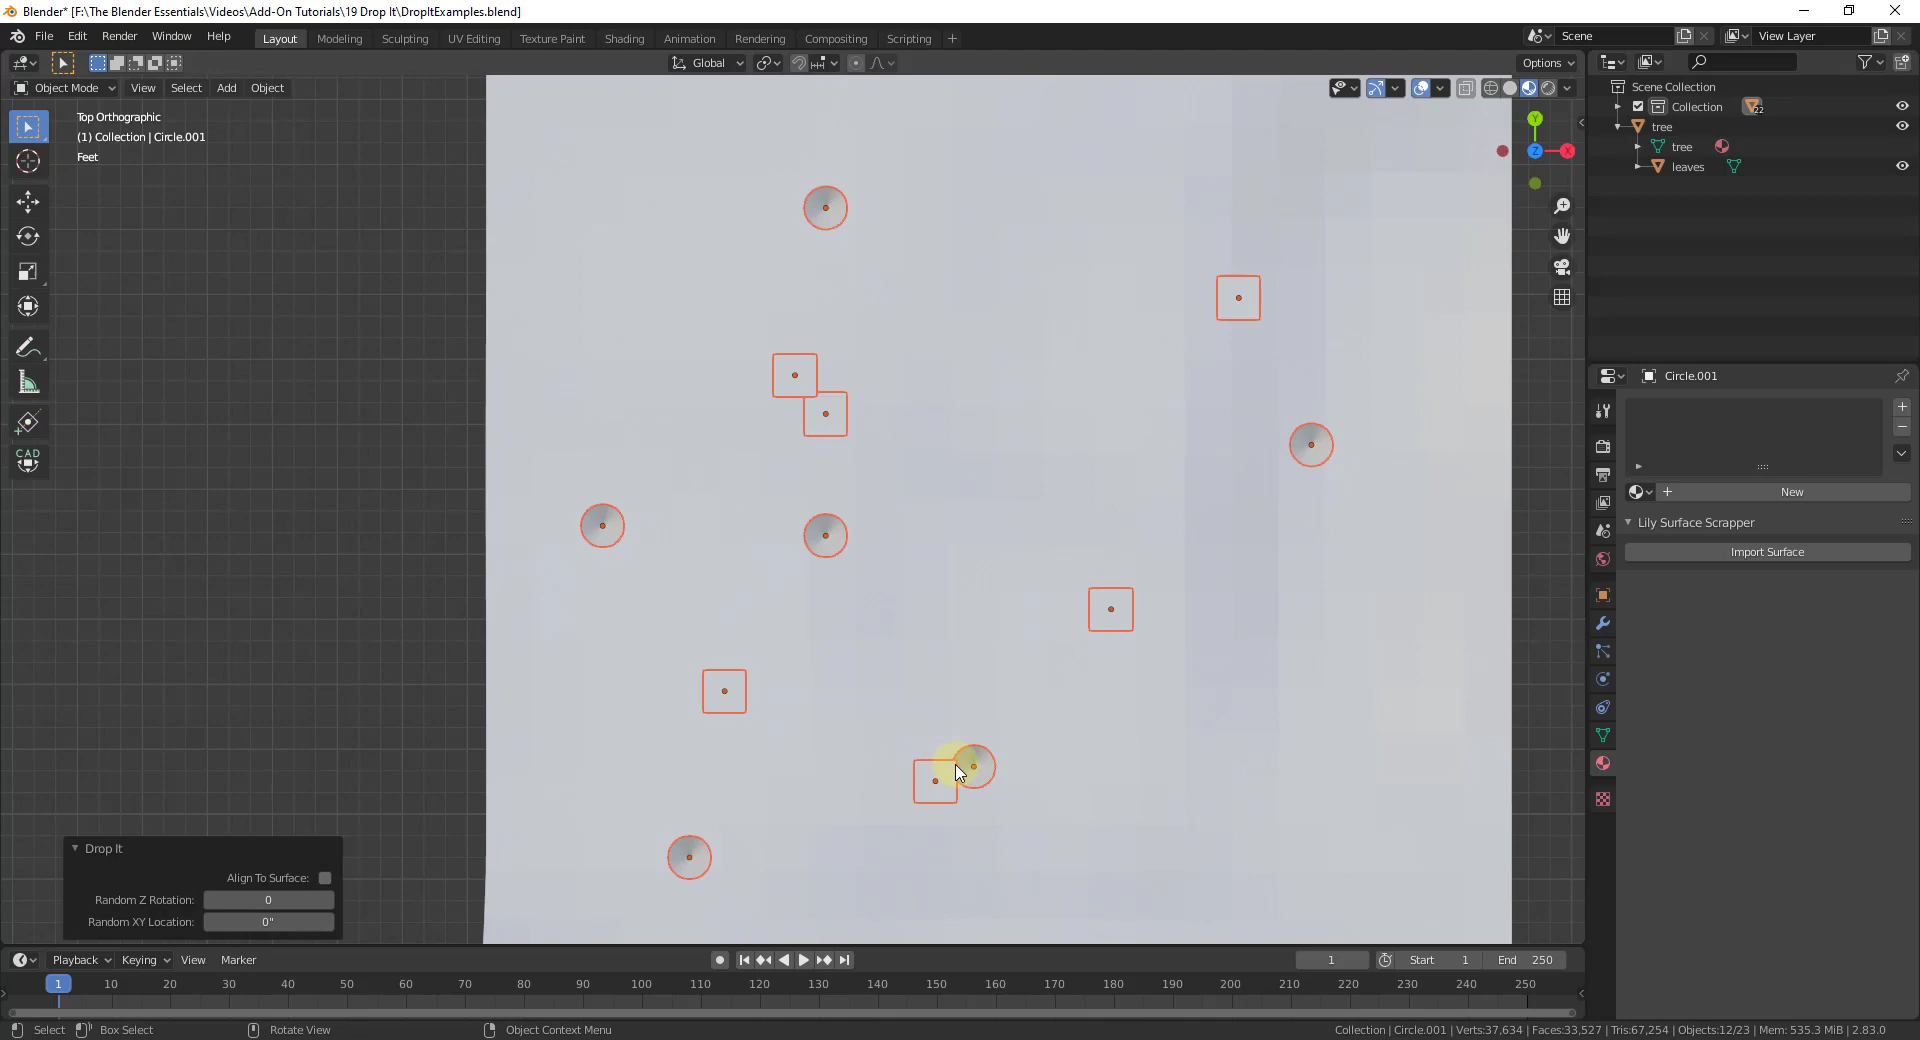 Blender* [F:\The Blender Essentials\Videos\Add-On Tutorials\19 Drop It\DropItExamples.blend]
File Edit Render Window Help Layout Modeling Sculpting UV Editing Texture Paint Shading Animation Rendering Compositing Scripting + Scene View Layer
Global Options
Object Mode View Select Add Object
Top Orthographic
(1) Collection | Circle.001
Feet
CAD
Y
Z
X
Scene Collection
Collection 22
tree
tree
leaves
Circle.001
New
Lily Surface Scrapper
Import Surface
Drop It
Align To Surface:
Random Z Rotation: 0
Random XY Location: 0"
Playback Keying View Marker 1 Start 1 End 250
1 10 20 30 40 50 60 70 80 90 100 110 120 130 140 150 160 170 180 190 200 210 220 230 240 250
Select Box Select Rotate View Object Context Menu Collection | Circle.001 | Verts:37,634 | Faces:33,527 | Tris:67,254 | Objects:12/23 | Mem: 535.3 MiB | 2.83.0